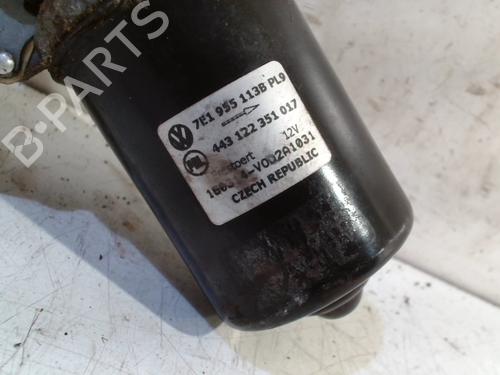 7E1 955 113B PL9
443 122 351 017
12V
CZECH REPUBLIC
B-PARTS